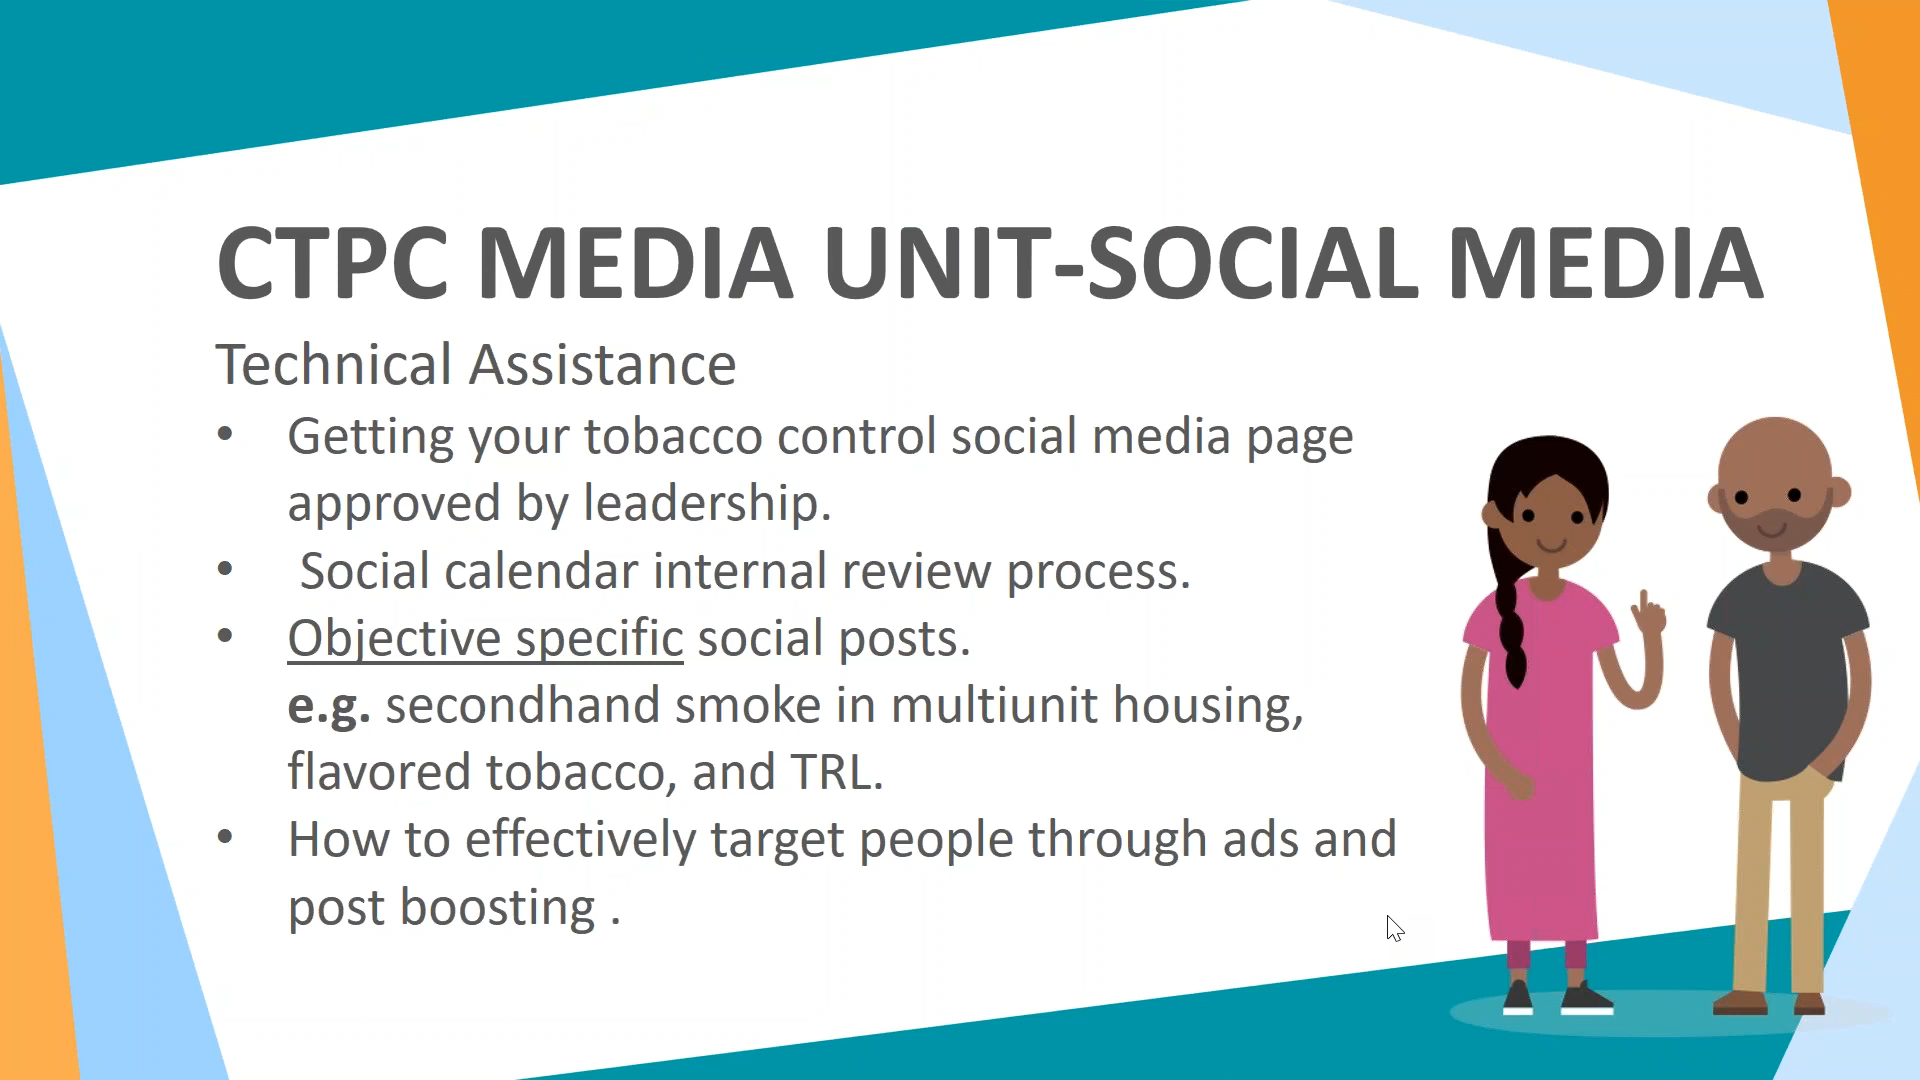 CTPC MEDIA UNIT-SOCIAL MEDIA
Technical Assistance
• Getting your tobacco control social media page
approved by leadership.
• Social calendar internal review process.
• Objective specific social posts.
e.g. secondhand smoke in multiunit housing,
flavored tobacco, and TRL.
• How to effectively target people through ads and
post boosting .